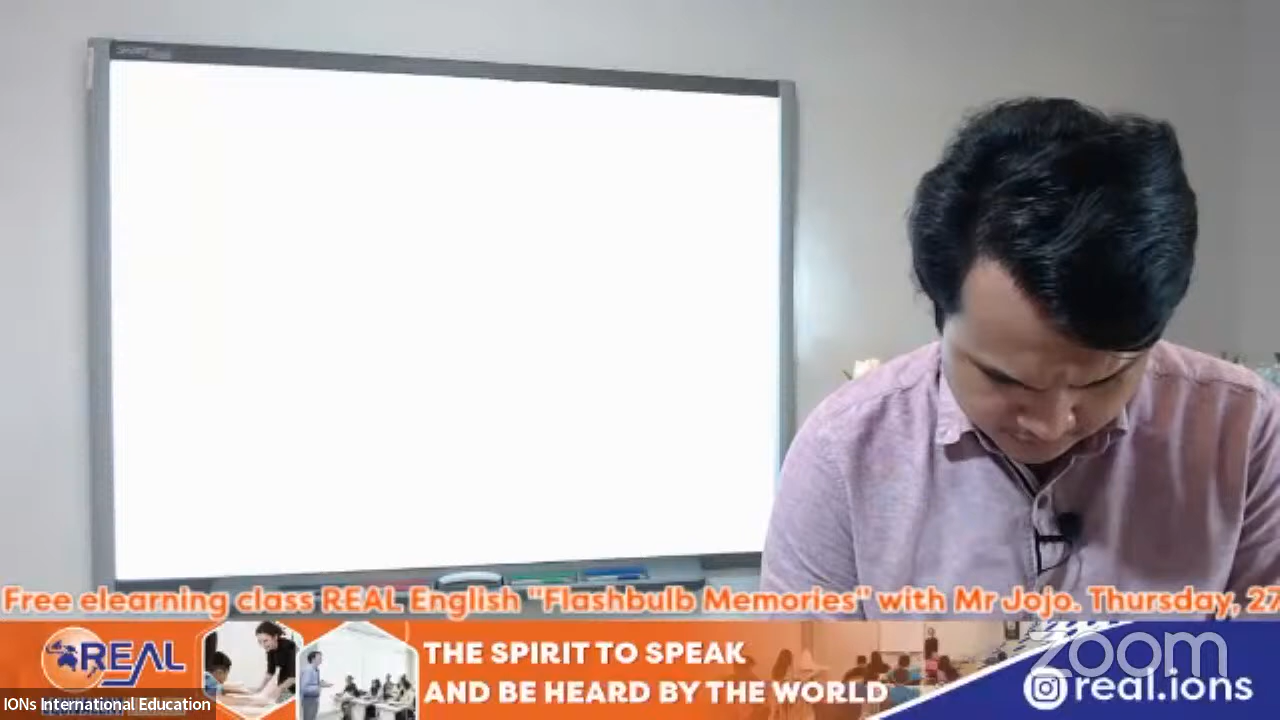 SMART
Free elearning class REAL English "Flashbulb Memories" with Mr Jojo. Thursday, 27
REAL
THE SPIRIT TO SPEAK
AND BE HEARD BY THE WORLD
zoom
@real.ions
IONs International Education